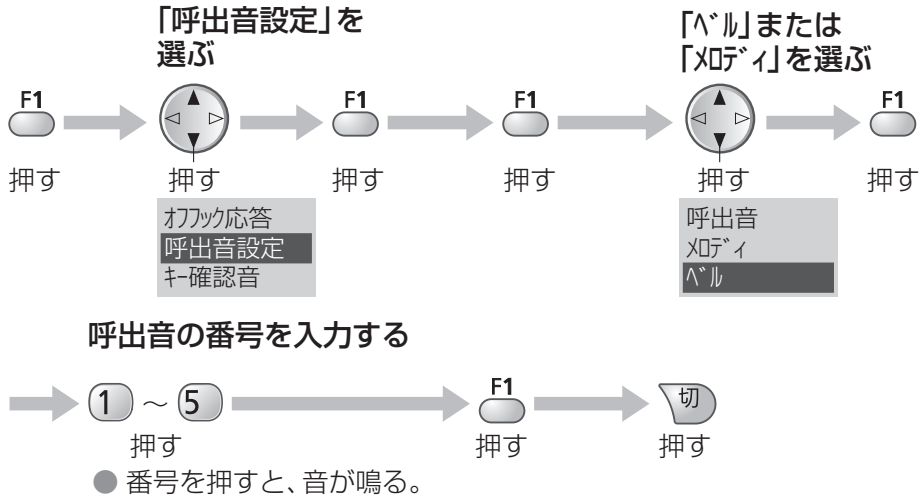 「呼出音設定」を
選ぶ
「ﾍﾞﾙ」または
「ﾒﾛﾃﾞｨ」を選ぶ
F1
F1
F1
F1
押す
押す
押す
押す
押す
押す
ｵﾌﾌｯｸ応答
呼出音設定
ｷｰ確認音
呼出音
ﾒﾛﾃﾞｨ
ﾍﾞﾙ
呼出音の番号を入力する
1 ～ 5
F1
切
押す
押す
押す
● 番号を押すと、音が鳴る。